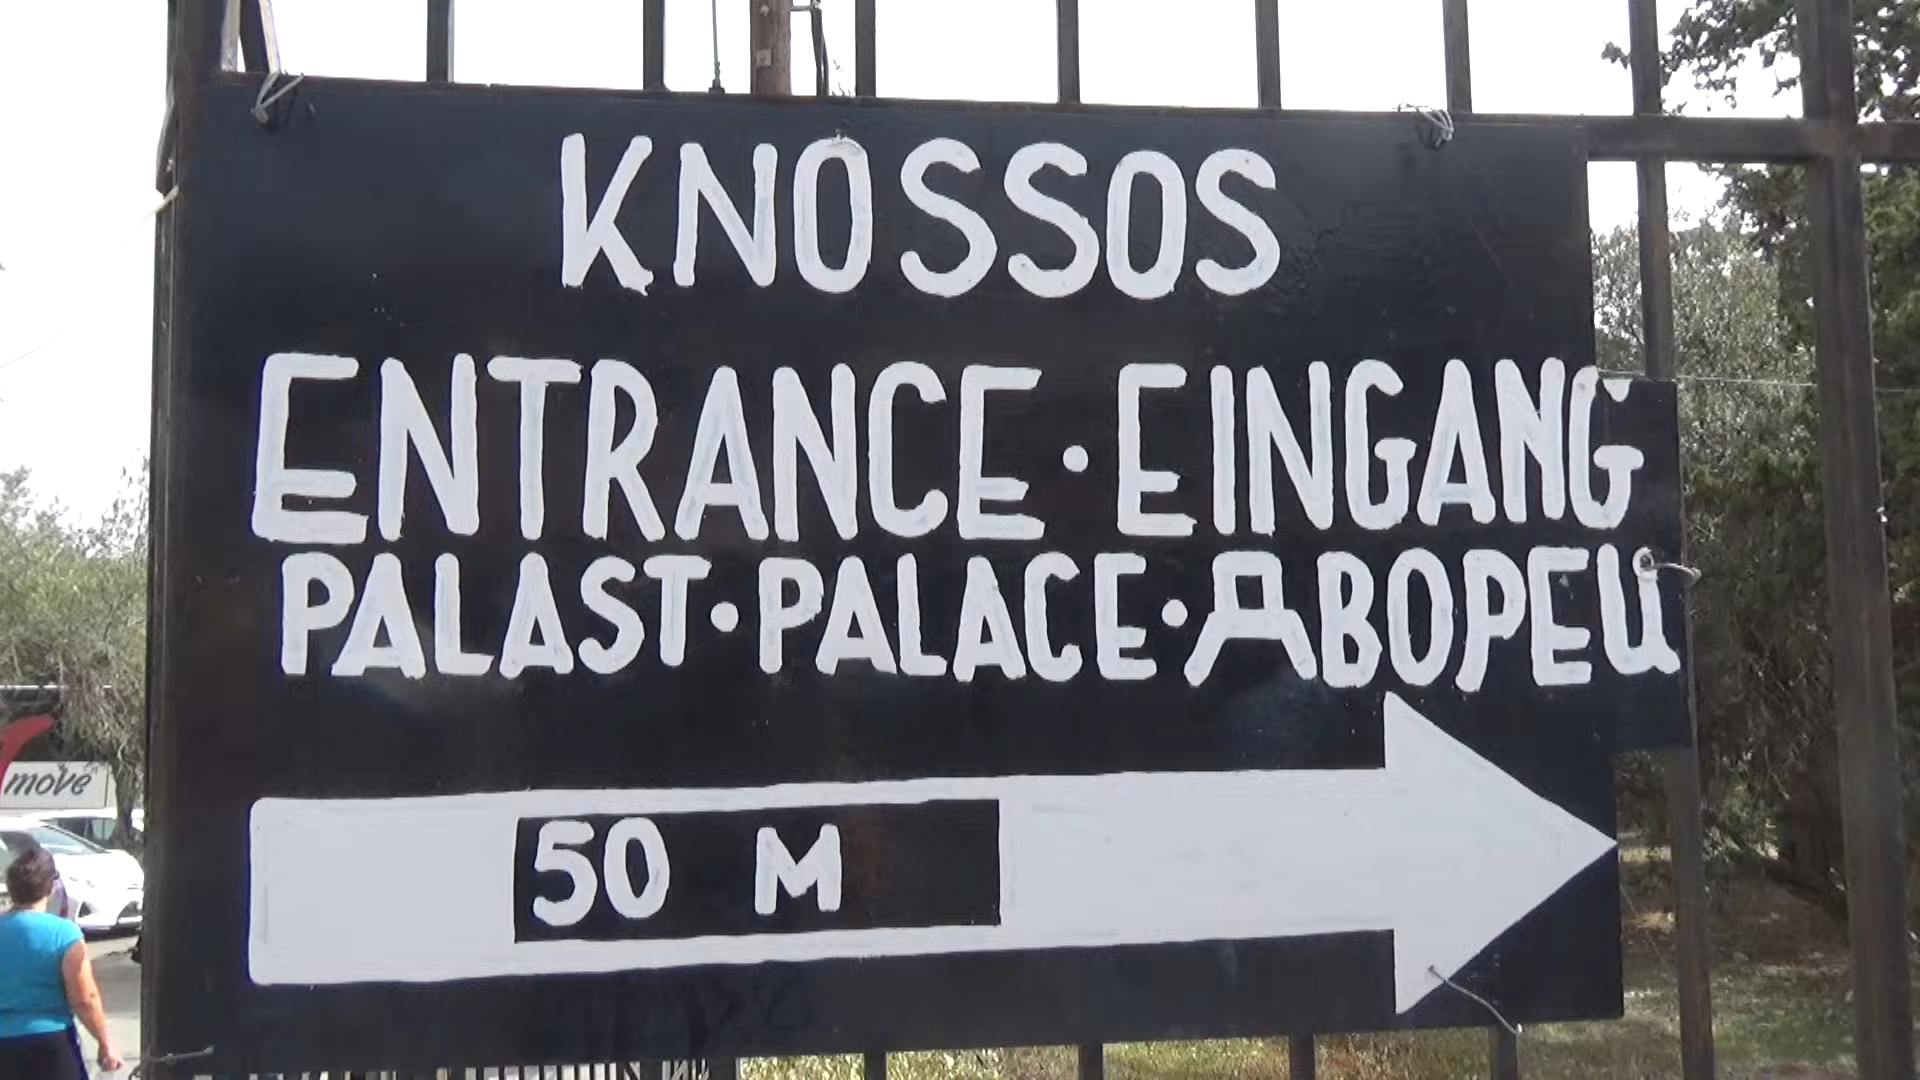 KNOSSOS
ENTRANCE · EINGANG
PALAST · PALACE · ДВОРЕЦ
50 M
move